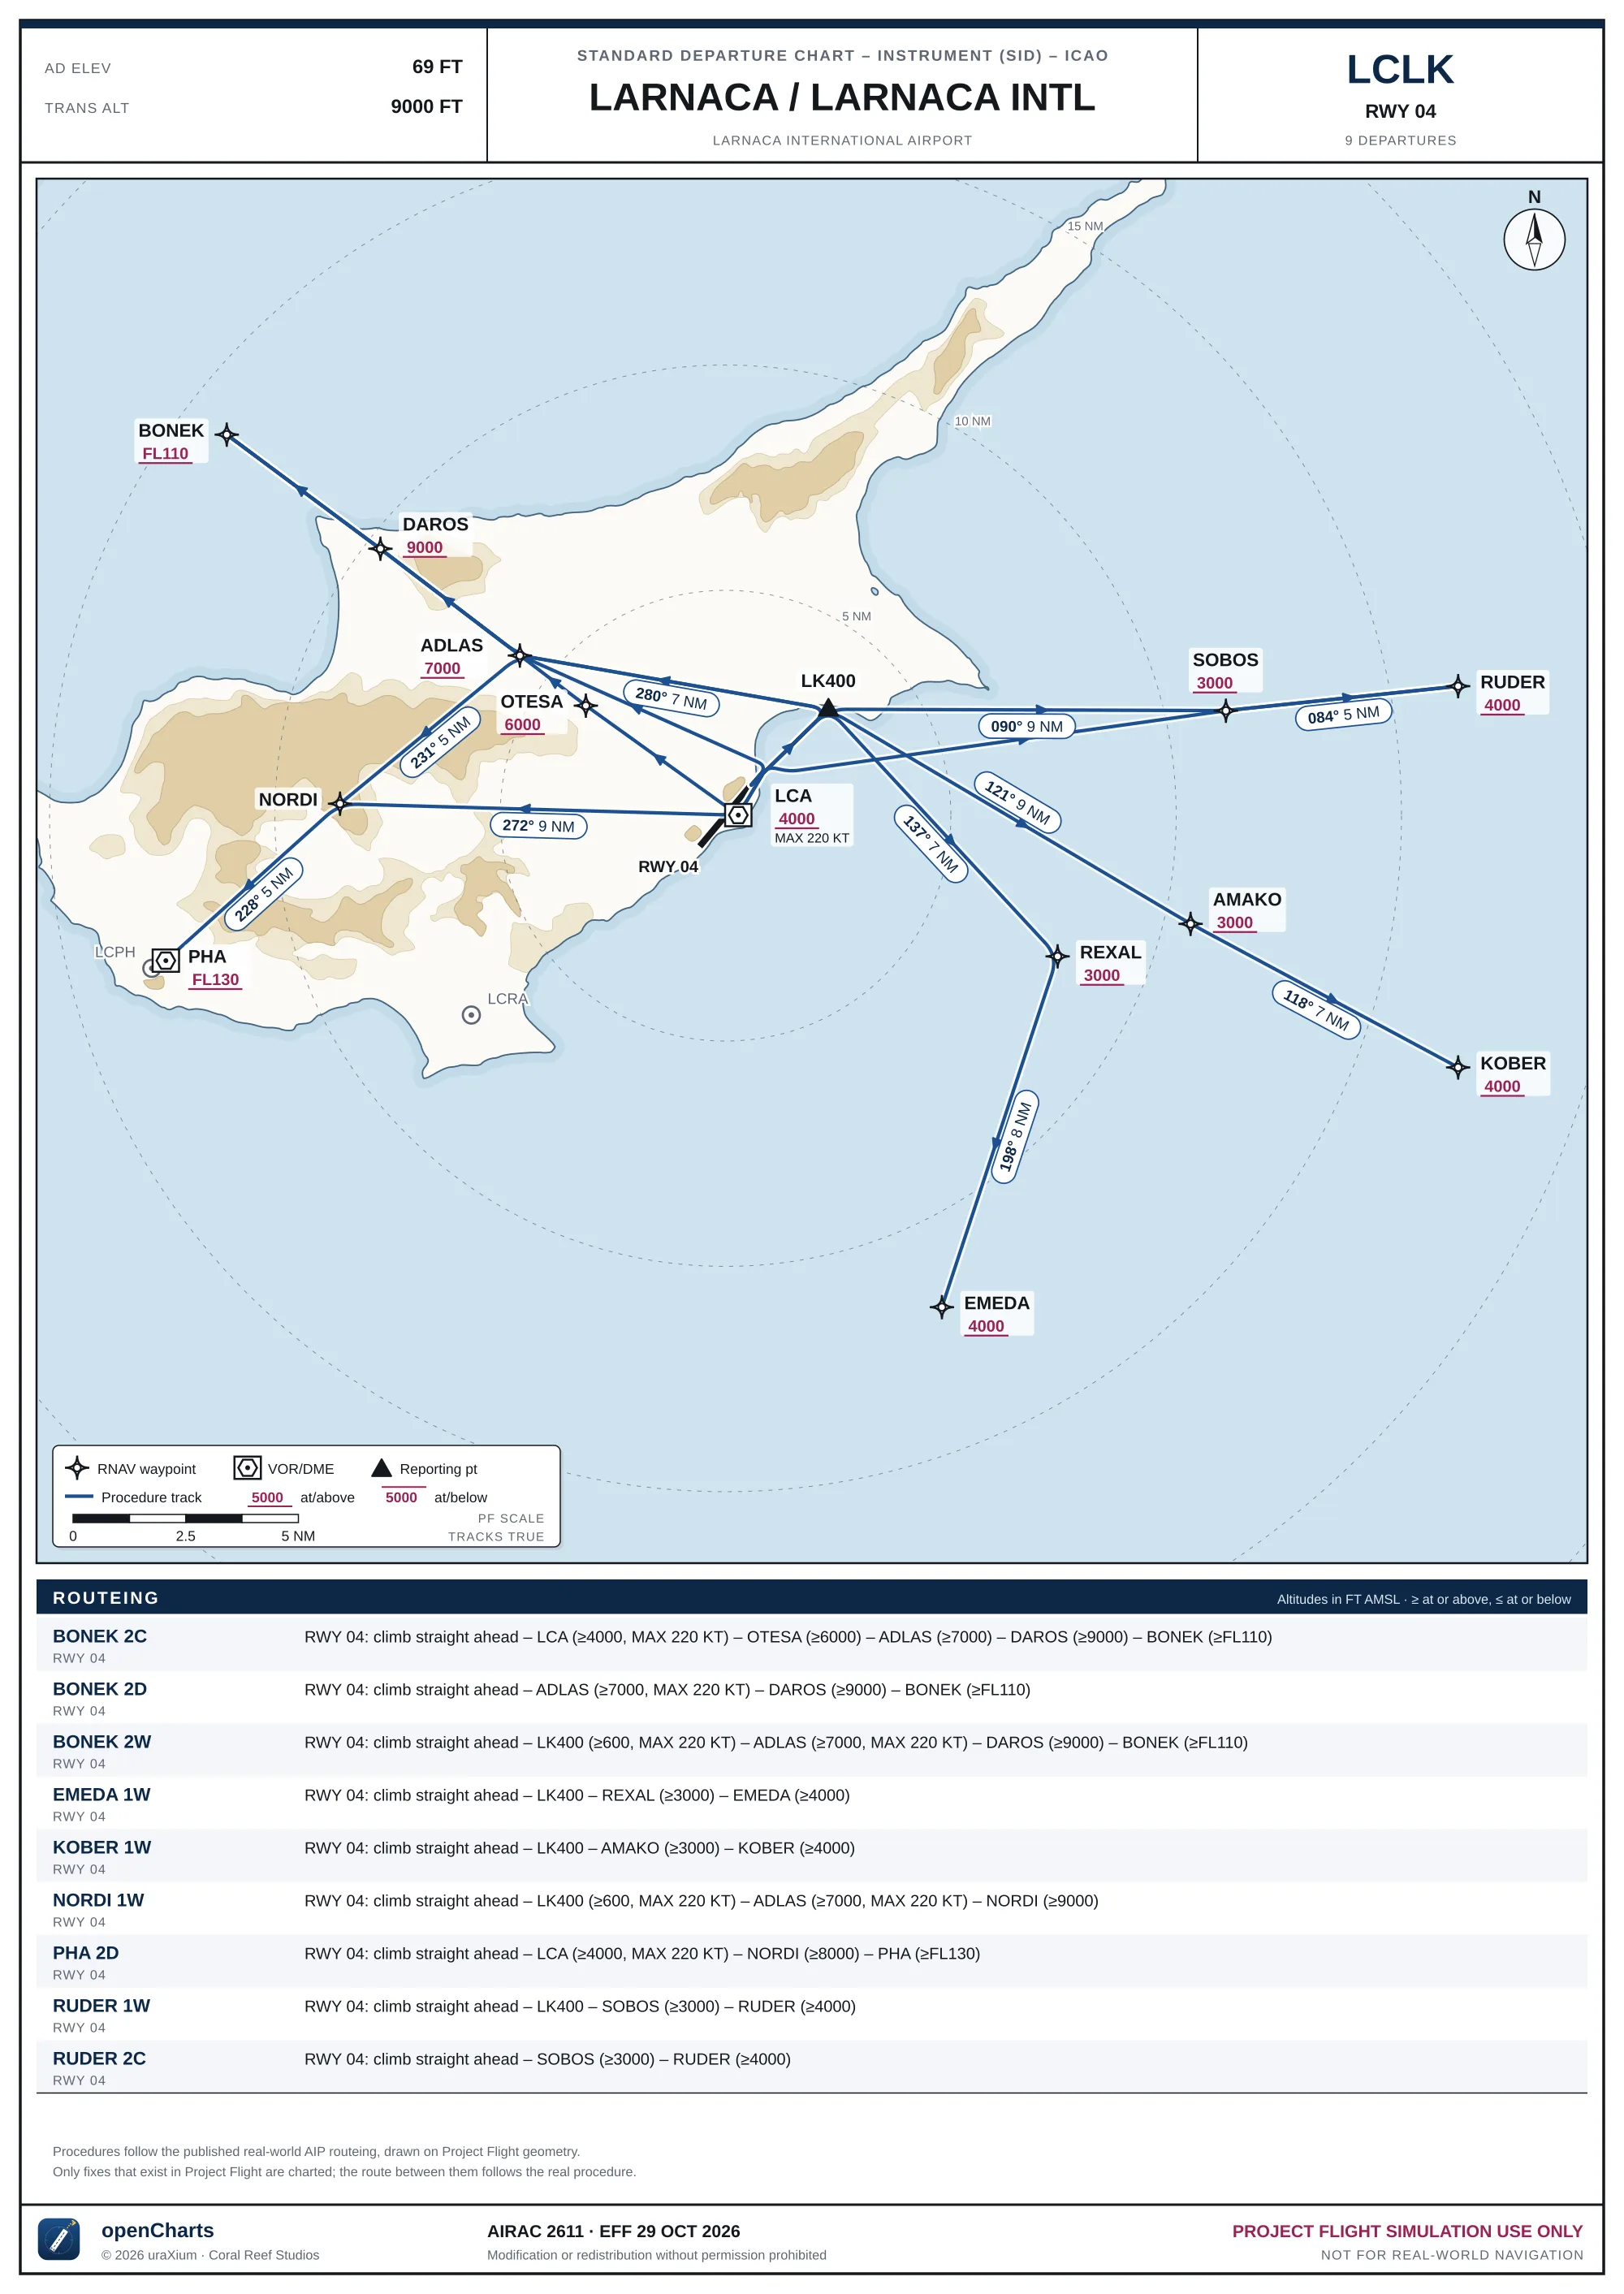 AD ELEV 69 FT
TRANS ALT 9000 FT
STANDARD DEPARTURE CHART – INSTRUMENT (SID) – ICAO
LARNACA / LARNACA INTL
LARNACA INTERNATIONAL AIRPORT
LCLK
RWY 04
9 DEPARTURES
N
15 NM
10 NM
5 NM
BONEK
FL110
DAROS
9000
ADLAS
7000
OTESA
6000
280° 7 NM
LK400
SOBOS
3000
RUDER
4000
090° 9 NM
084° 5 NM
231° 5 NM
NORDI
272° 9 NM
LCA
4000
MAX 220 KT
RWY 04
121° 9 NM
137° 7 NM
228° 5 NM
AMAKO
3000
LCPH
PHA
FL130
REXAL
3000
LCRA
118° 7 NM
KOBER
4000
198° 8 NM
EMEDA
4000
RNAV waypoint VOR/DME Reporting pt
Procedure track 5000 at/above 5000 at/below
PF SCALE
0 2.5 5 NM TRACKS TRUE
ROUTEING Altitudes in FT AMSL · ≥ at or above, ≤ at or below
BONEK 2C RWY 04: climb straight ahead – LCA (≥4000, MAX 220 KT) – OTESA (≥6000) – ADLAS (≥7000) – DAROS (≥9000) – BONEK (≥FL110)
RWY 04
BONEK 2D RWY 04: climb straight ahead – ADLAS (≥7000, MAX 220 KT) – DAROS (≥9000) – BONEK (≥FL110)
RWY 04
BONEK 2W RWY 04: climb straight ahead – LK400 (≥600, MAX 220 KT) – ADLAS (≥7000, MAX 220 KT) – DAROS (≥9000) – BONEK (≥FL110)
RWY 04
EMEDA 1W RWY 04: climb straight ahead – LK400 – REXAL (≥3000) – EMEDA (≥4000)
RWY 04
KOBER 1W RWY 04: climb straight ahead – LK400 – AMAKO (≥3000) – KOBER (≥4000)
RWY 04
NORDI 1W RWY 04: climb straight ahead – LK400 (≥600, MAX 220 KT) – ADLAS (≥7000, MAX 220 KT) – NORDI (≥9000)
RWY 04
PHA 2D RWY 04: climb straight ahead – LCA (≥4000, MAX 220 KT) – NORDI (≥8000) – PHA (≥FL130)
RWY 04
RUDER 1W RWY 04: climb straight ahead – LK400 – SOBOS (≥3000) – RUDER (≥4000)
RWY 04
RUDER 2C RWY 04: climb straight ahead – SOBOS (≥3000) – RUDER (≥4000)
RWY 04
Procedures follow the published real-world AIP routeing, drawn on Project Flight geometry.
Only fixes that exist in Project Flight are charted; the route between them follows the real procedure.
openCharts
© 2026 uraXium · Coral Reef Studios
AIRAC 2611 · EFF 29 OCT 2026
Modification or redistribution without permission prohibited
PROJECT FLIGHT SIMULATION USE ONLY
NOT FOR REAL-WORLD NAVIGATION